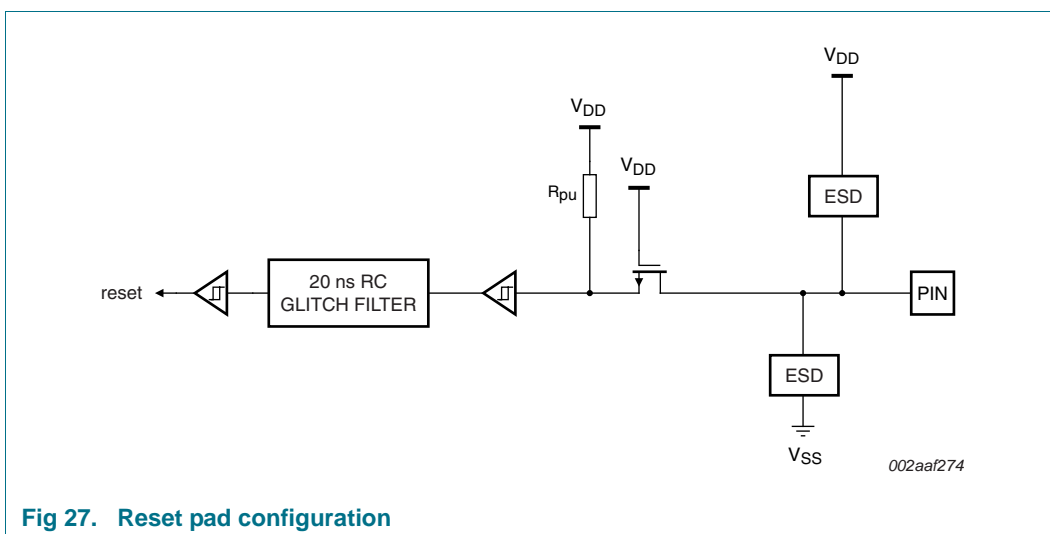 VDD
VDD
VDD
Rpu
ESD
reset
20 ns RC
GLITCH FILTER
PIN
ESD
VSS
002aaf274
Fig 27. Reset pad configuration